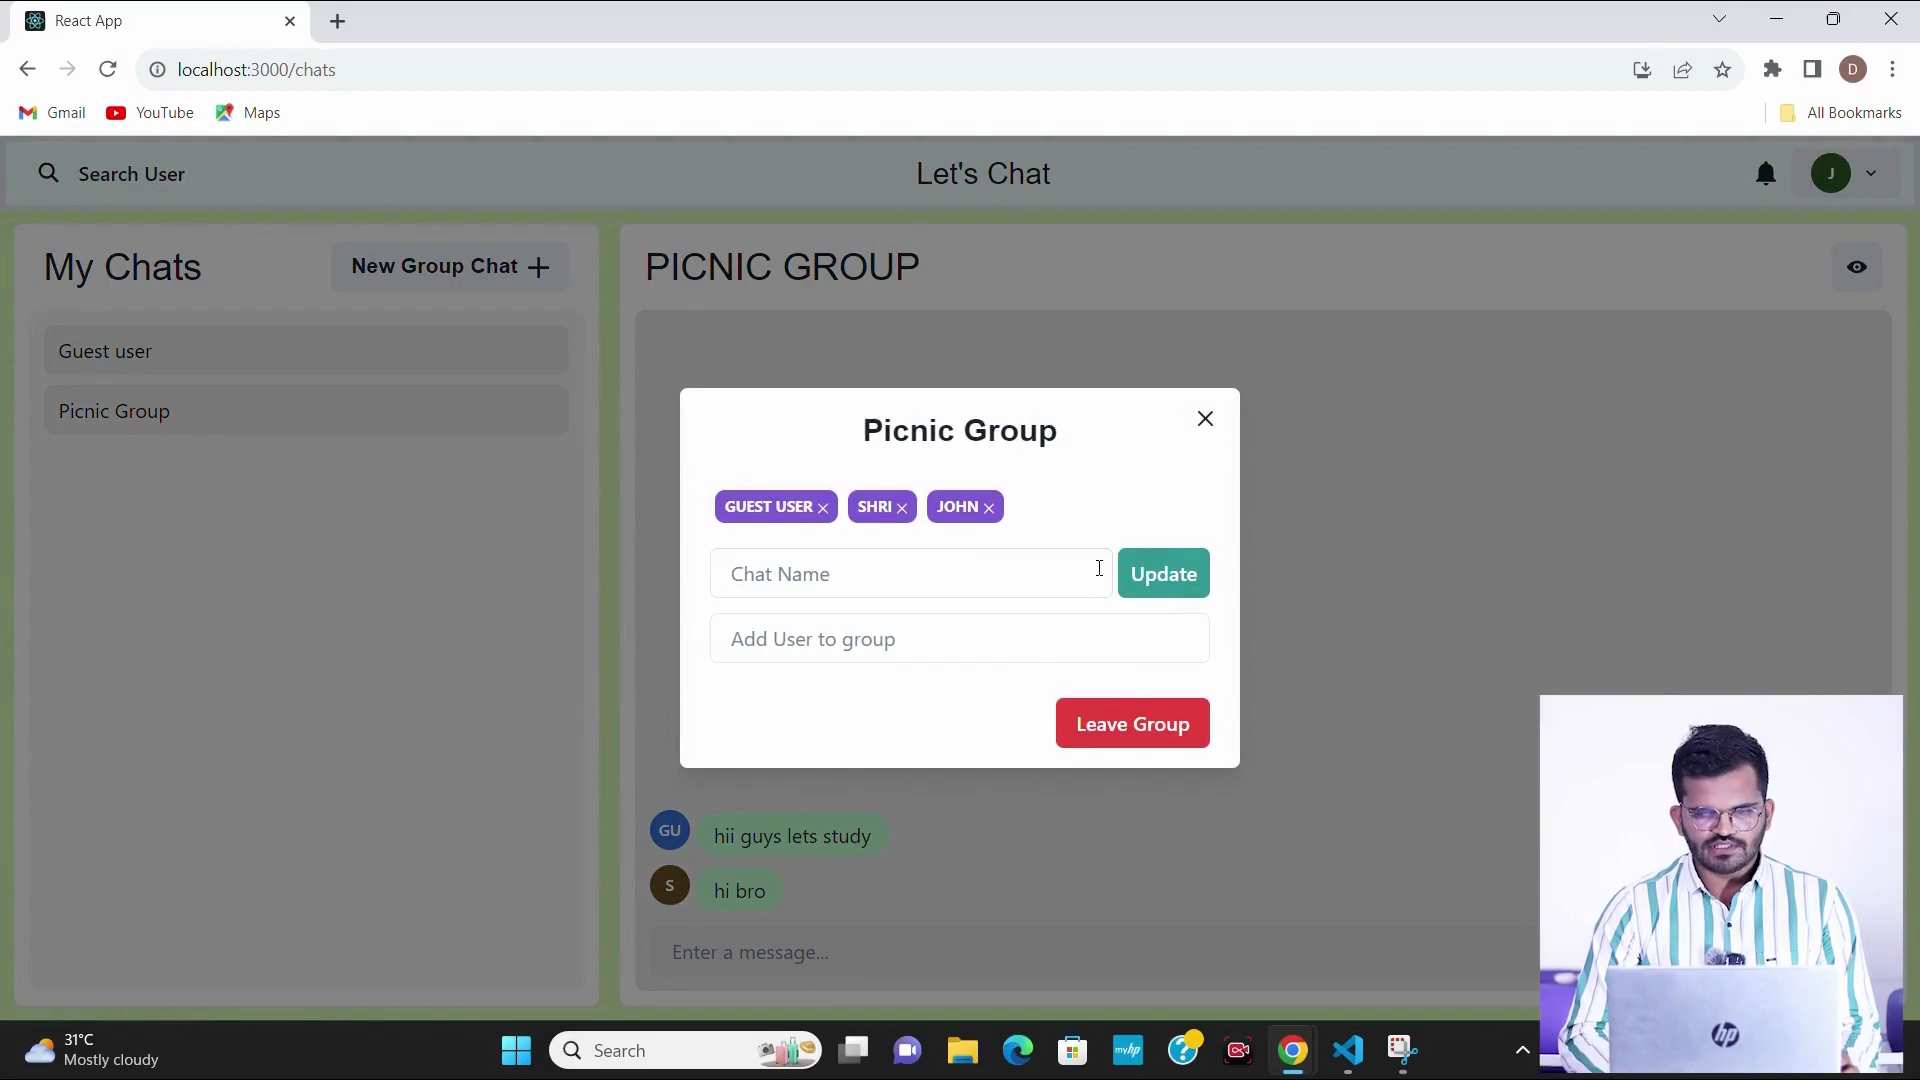 React App
localhost:3000/chats
D
Gmail
YouTube
Maps
All Bookmarks
Search User
Let's Chat
J
My Chats
New Group Chat
PICNIC GROUP
Guest user
Picnic Group
Picnic Group
GUEST USER
SHRI
JOHN
Chat Name
Update
Add User to group
Leave Group
GU
hii guys lets study
S
hi bro
Enter a message...
31°C
Mostly cloudy
Search
myhp
hp